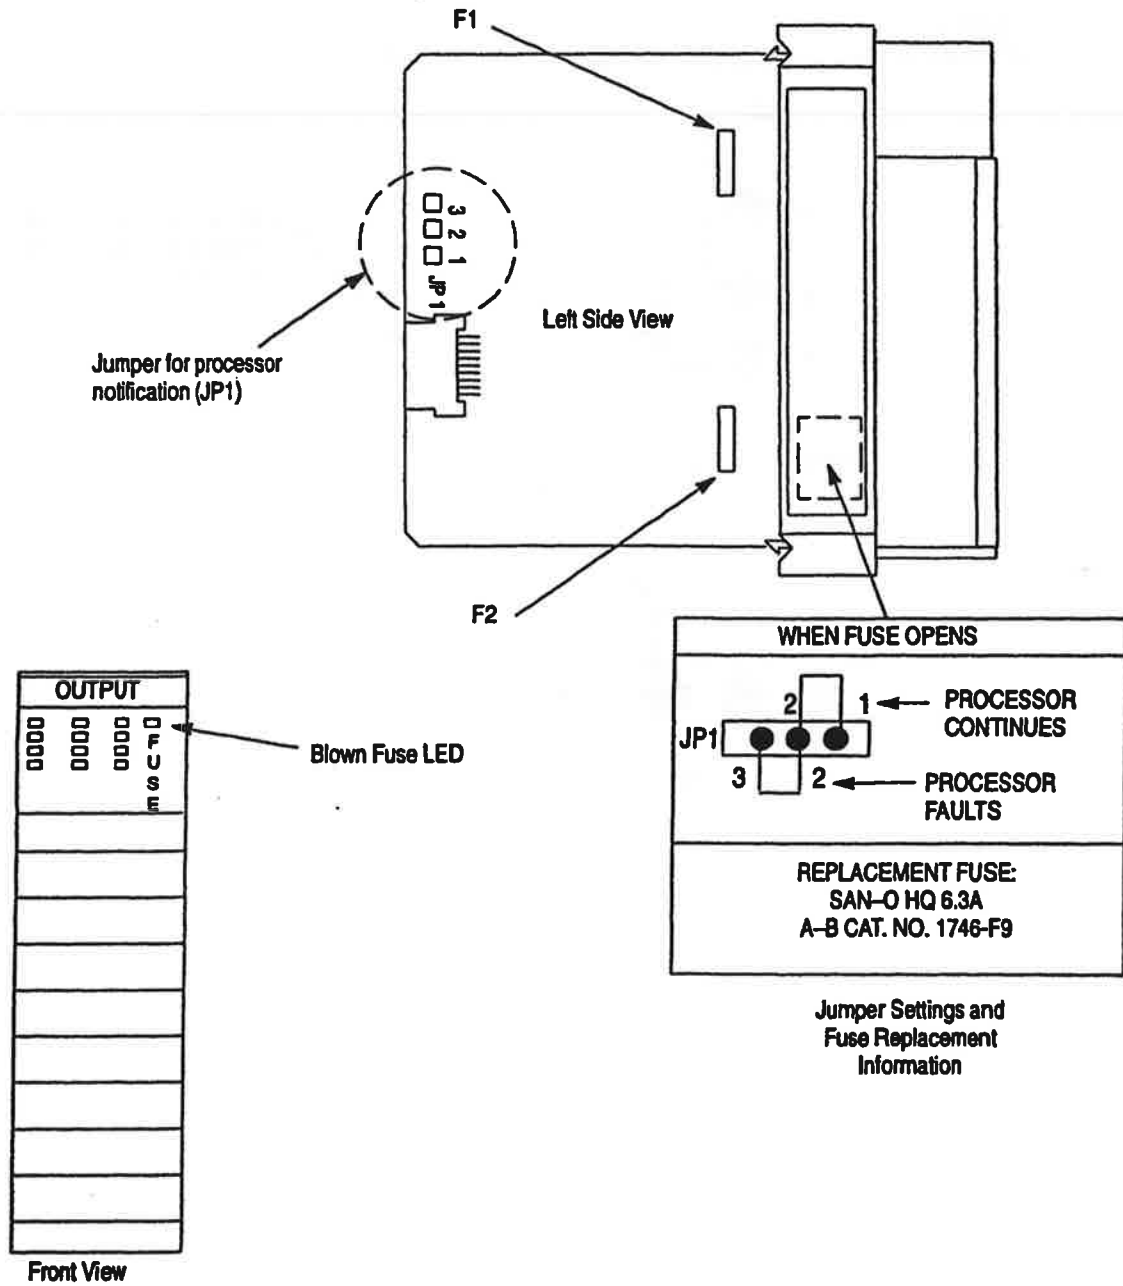 F1
3
2
1
JP1
Left Side View
Jumper for processor
notification (JP1)
F2
WHEN FUSE OPENS
2 1 PROCESSOR
CONTINUES
JP1
3 2 PROCESSOR
FAULTS
REPLACEMENT FUSE:
SAN–O HQ 6.3A
A–B CAT. NO. 1746-F9
Jumper Settings and
Fuse Replacement
Information
OUTPUT
FUSE
Blown Fuse LED
Front View